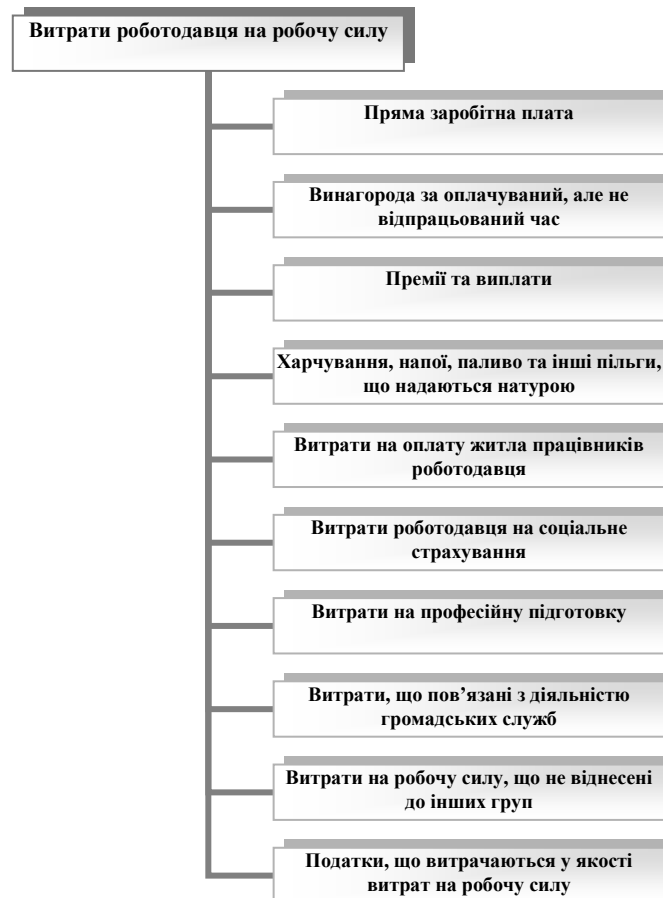 Витрати роботодавця на робочу силу
Пряма заробітна плата
Винагорода за оплачуваний, але не
відпрацьований час
Премії та виплати
Харчування, напої, паливо та інші пільги,
що надаються натурою
Витрати на оплату житла працівників
роботодавця
Витрати роботодавця на соціальне
страхування
Витрати на професійну підготовку
Витрати, що пов’язані з діяльністю
громадських служб
Витрати на робочу силу, що не віднесені
до інших груп
Податки, що витрачаються у якості
витрат на робочу силу